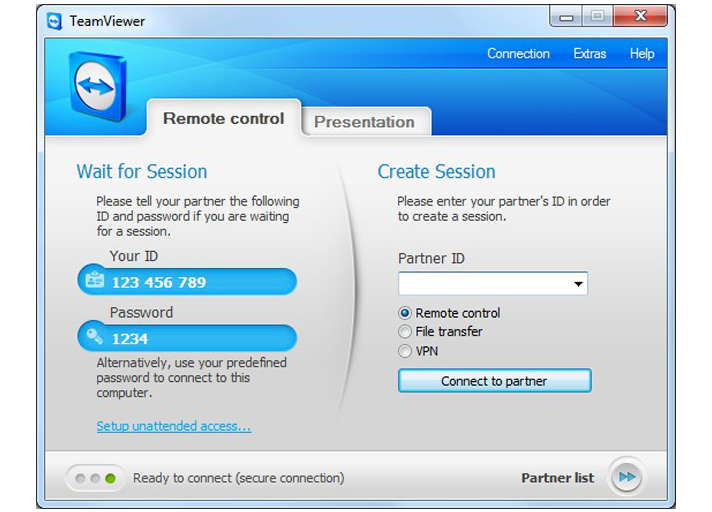 TeamViewer
Connection Extras Help
Remote control
Presentation
Wait for Session
Please tell your partner the following
ID and password if you are waiting
for a session.
Your ID
123 456 789
Password
1234
Alternatively, use your predefined
password to connect to this
computer.
Setup unattended access...
Create Session
Please enter your partner's ID in order
to create a session.
Partner ID
Remote control
File transfer
VPN
Connect to partner
Ready to connect (secure connection)
Partner list